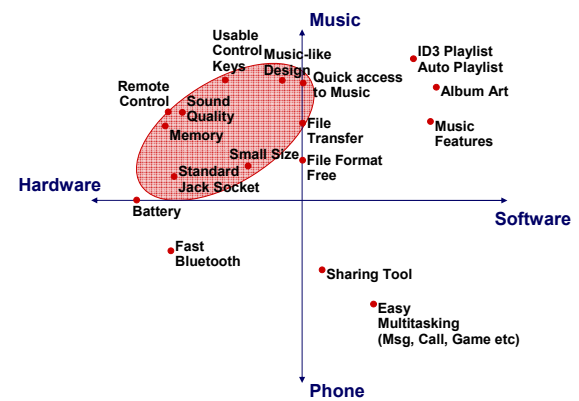 Music
Usable
Control
Keys
Music-like
Design
ID3 Playlist
Auto Playlist
Quick access
to Music
Album Art
Remote
Control
Sound
Quality
Memory
File
Transfer
Music
Features
Small Size
File Format
Free
Standard
Jack Socket
Hardware
Software
Battery
Fast
Bluetooth
Sharing Tool
Easy
Multitasking
(Msg, Call, Game etc)
Phone